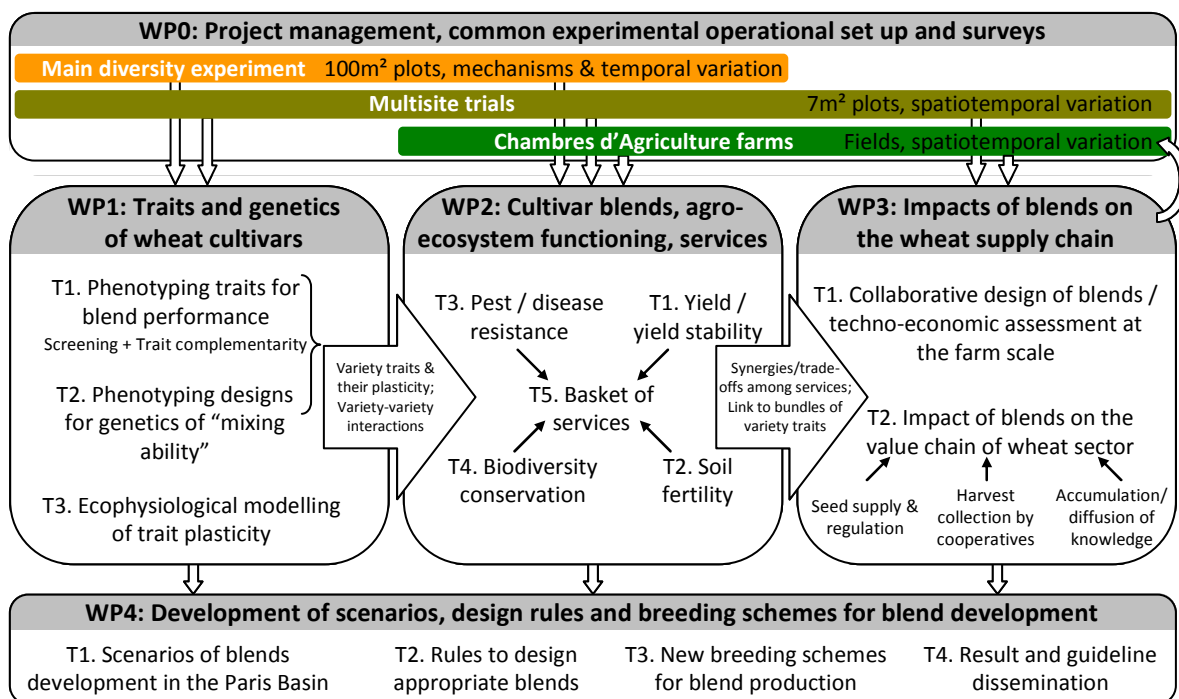 WP0: Project management, common experimental operational set up and surveys
Main diversity experiment 100m² plots, mechanisms & temporal variation
Multisite trials 7m² plots, spatiotemporal variation
Chambres d'Agriculture farms Fields, spatiotemporal variation
WP1: Traits and genetics
of wheat cultivars
T1. Phenotyping traits for
blend performance
Screening + Trait complementarity
T2. Phenotyping designs
for genetics of "mixing
ability"
T3. Ecophysiological modelling
of trait plasticity
Variety traits &
their plasticity;
Variety-variety
interactions
WP2: Cultivar blends, agro-
ecosystem functioning, services
T3. Pest / disease
resistance
T1. Yield /
yield stability
T5. Basket of
services
T4. Biodiversity
conservation
T2. Soil
fertility
Synergies/trade-
offs among services;
Link to bundles of
variety traits
WP3: Impacts of blends on
the wheat supply chain
T1. Collaborative design of blends /
techno-economic assessment at
the farm scale
T2. Impact of blends on the
value chain of wheat sector
Seed supply &
regulation
Harvest
collection by
cooperatives
Accumulation/
diffusion of
knowledge
WP4: Development of scenarios, design rules and breeding schemes for blend development
T1. Scenarios of blends
development in the Paris Basin
T2. Rules to design
appropriate blends
T3. New breeding schemes
for blend production
T4. Result and guideline
dissemination